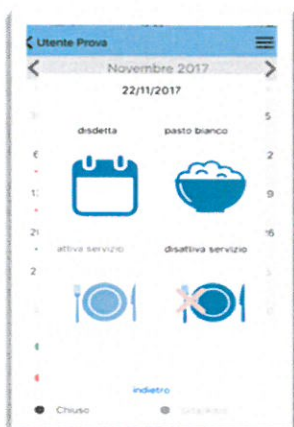 Utente Prova
Novembre 2017
22/11/2017
disdetta
pasto bianco
attiva servizio
disattiva servizio
indietro
Chiuso